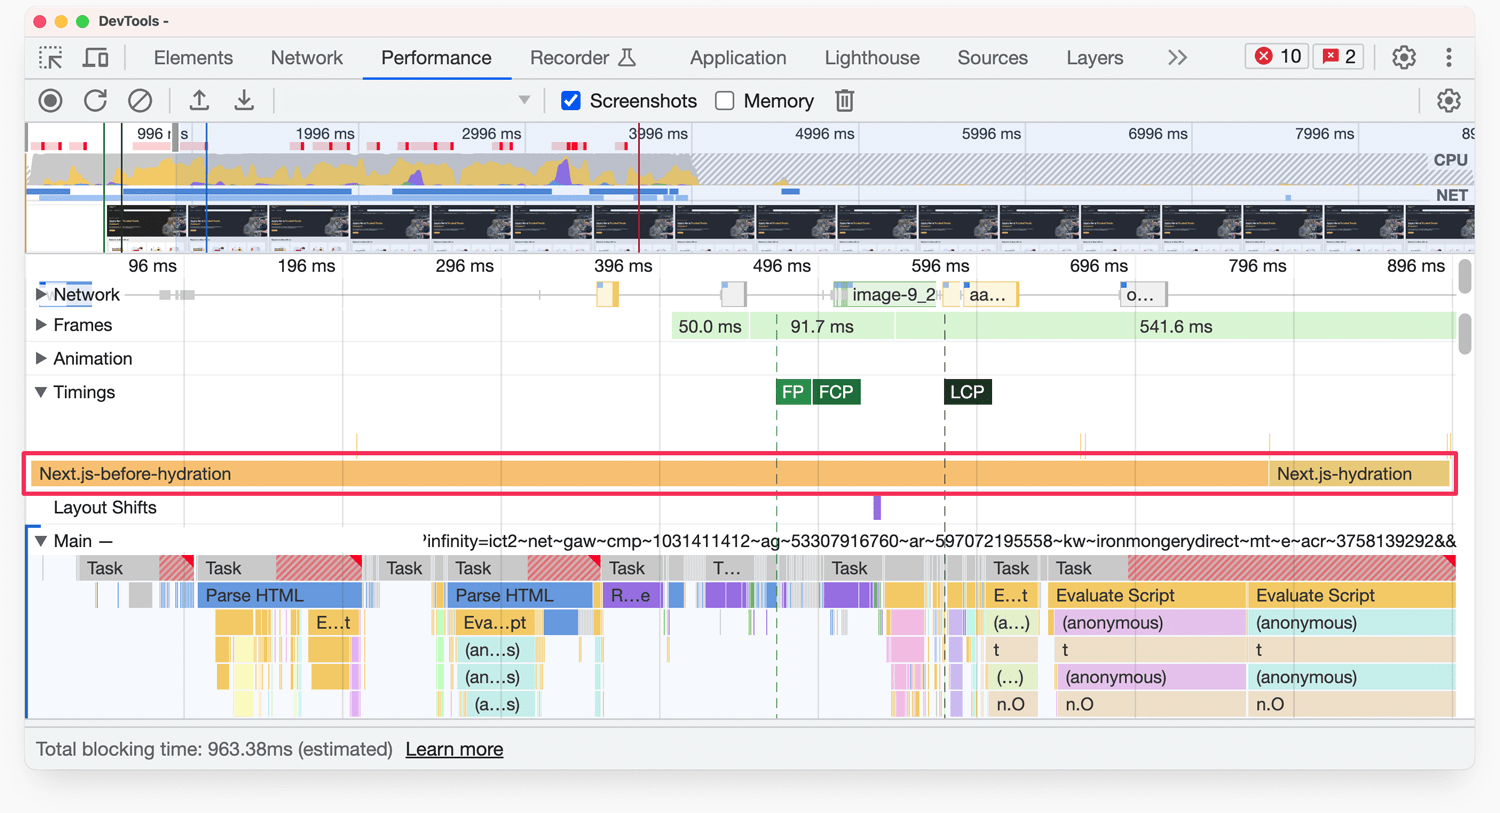 DevTools -
Elements Network Performance Recorder Application Lighthouse Sources Layers 10 2
Screenshots Memory
996 ms 1996 ms 2996 ms 3996 ms 4996 ms 5996 ms 6996 ms 7996 ms 89
CPU
NET
96 ms 196 ms 296 ms 396 ms 496 ms 596 ms 696 ms 796 ms 896 ms
Network image-9_2 aa... o...
Frames 50.0 ms 91.7 ms 541.6 ms
Animation
Timings FP FCP LCP
Next.js-before-hydration Next.js-hydration
Layout Shifts
Main — ?infinity=ict2~net~gaw~cmp~1031411412~ag~53307916760~ar~597072195558~kw~ironmongerydirect~mt~e~acr~3758139292&&
Task Task Task Task Task T... Task Task Task
Parse HTML Parse HTML R...e E...t Evaluate Script Evaluate Script
E...t Eva...pt (a...) (anonymous) (anonymous)
(an...s) t t t
(an...s) (...) (anonymous) (anonymous)
(a...s) n.O n.O n.O
Total blocking time: 963.38ms (estimated) Learn more